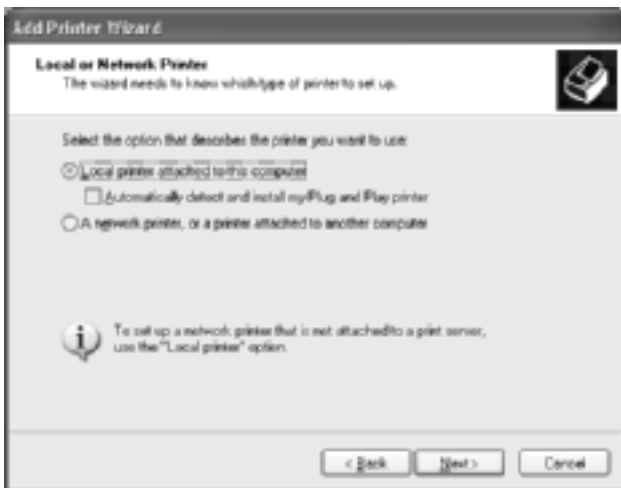 Add Printer Wizard
Local or Network Printer
The wizard needs to know which type of printer to set up.
Select the option that describes the printer you want to use:
Local printer attached to this computer
Automatically detect and install my Plug and Play printer
A network printer, or a printer attached to another computer
To set up a network printer that is not attached to a print server,
use the "Local printer" option.
< Back
Next >
Cancel